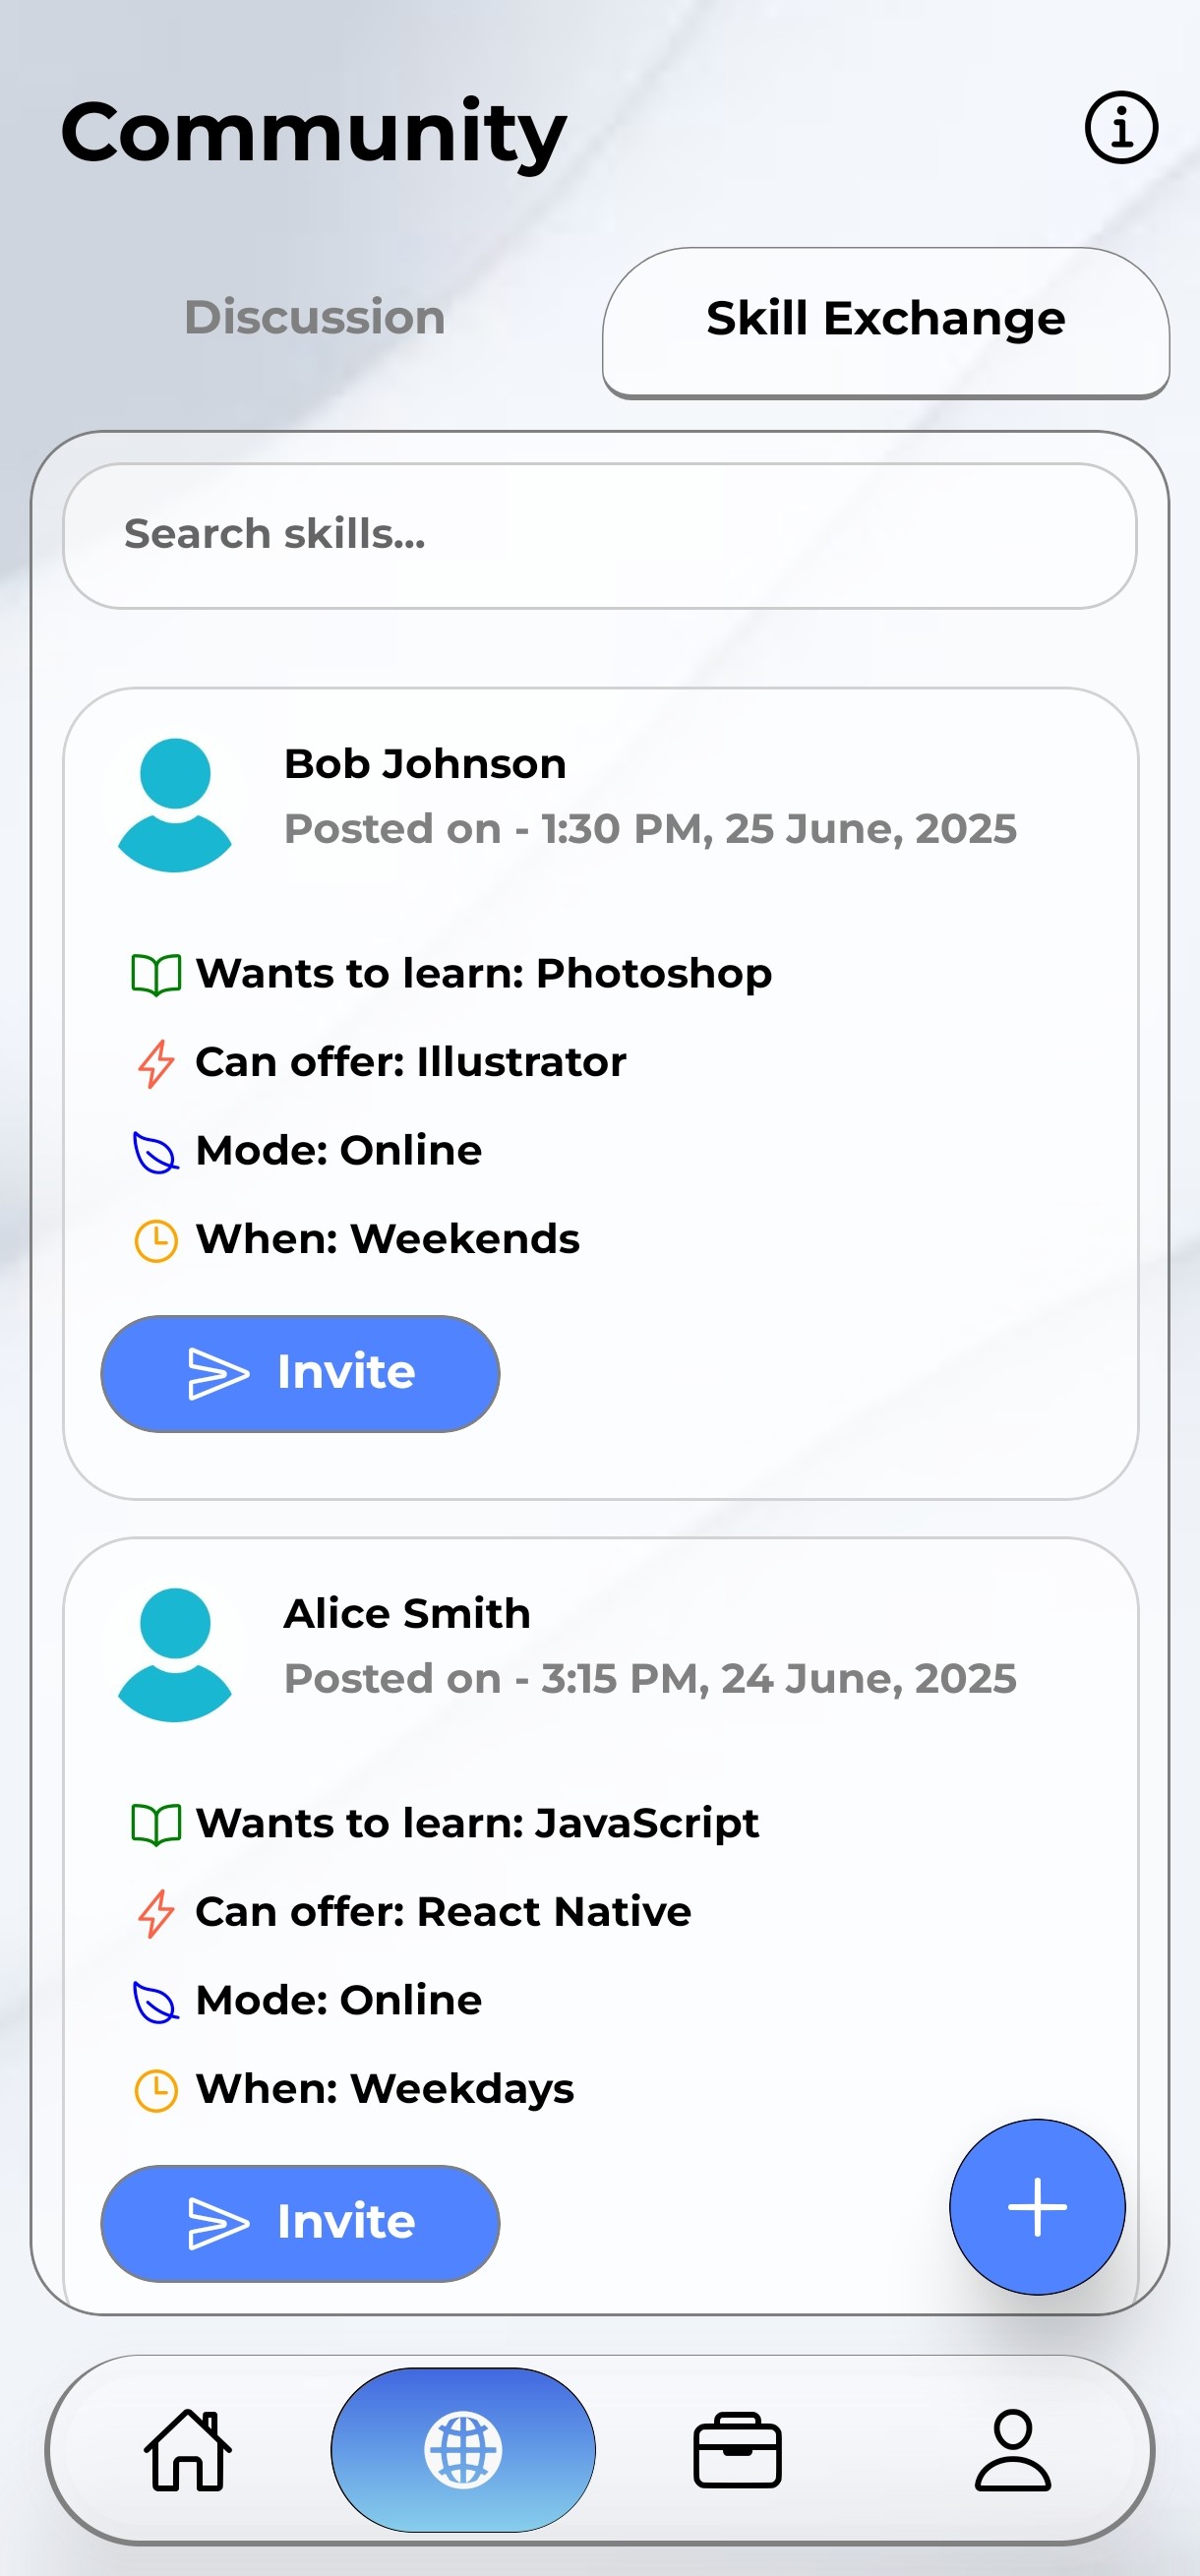 Community
Discussion
Skill Exchange
Search skills...
Bob Johnson
Posted on - 1:30 PM, 25 June, 2025
Wants to learn: Photoshop
Can offer: Illustrator
Mode: Online
When: Weekends
Invite
Alice Smith
Posted on - 3:15 PM, 24 June, 2025
Wants to learn: JavaScript
Can offer: React Native
Mode: Online
When: Weekdays
Invite